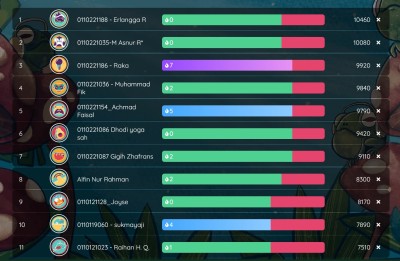 1 0110221188 - Erlangga R 0 10460
2 0110221035-M Asnur R* 0 10080
3 0110221186 - Raka 7 9920
4 0110221036 - Muhammad Fik 2 9840
5 0110221154_Achmad Faisal 5 9790
6 0110221086 Dhodi yoga sah 0 9420
7 0110221087 Gigih Zhafrans 2 9110
8 Alfin Nur Rahman 2 8300
9 0110121128_Jayse 0 8170
10 0110119060 - sukmayaji 4 7890
11 0110121023 - Raihan H. Q. 1 7310